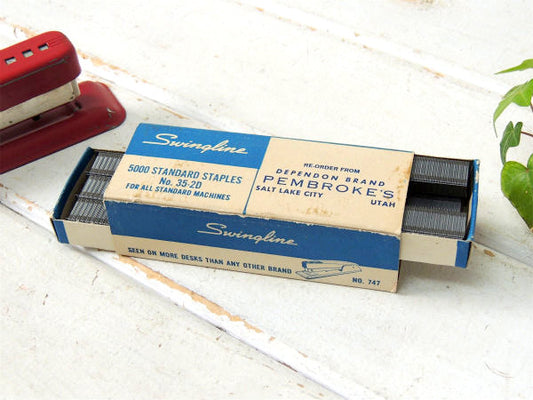 Swingline
5000 STANDARD STAPLES
No. 35-2D
FOR ALL STANDARD MACHINES
RE-ORDER FROM
DEPENDON BRAND
PEMBROKE'S
SALT LAKE CITY UTAH
Swingline
SEEN ON MORE DESKS THAN ANY OTHER BRAND
NO. 747